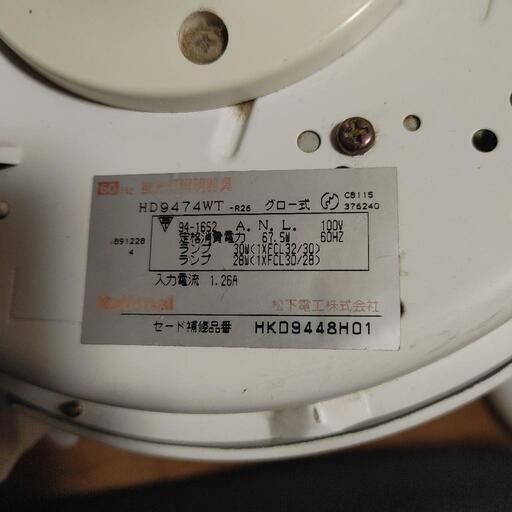 60 Hz 蛍光灯照明器具
HD9474WT -R26 グロー式 C8115
376240
94-1652 A. N. L. 100V
定格消費電力 67.5W 60HZ
ランプ 30W(1XFCL32/30)
ランプ 28W(1XFCL30/28)
891228
4
入力電流 1.26A
National 松下電工株式会社
セード補修品番 HKD9448H01